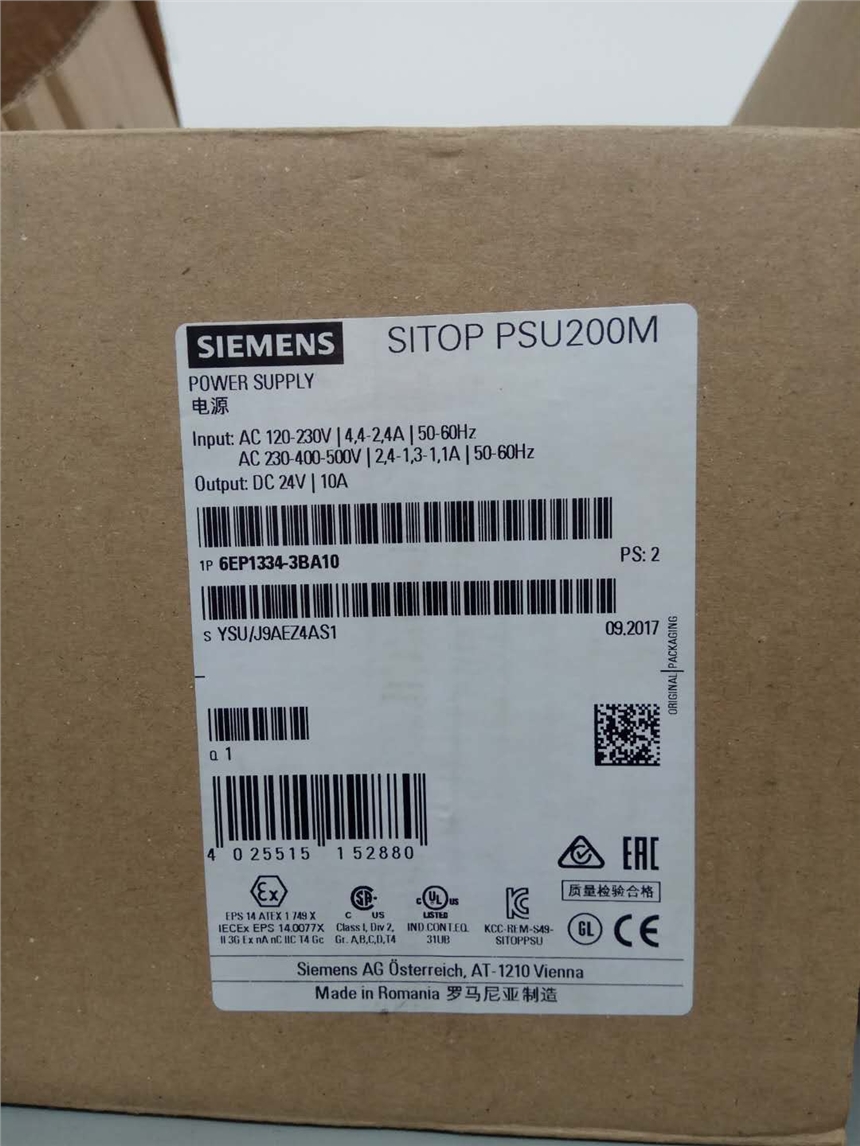 SIEMENS
SITOP PSU200M
POWER SUPPLY
电源
Input: AC 120-230V | 4,4-2,4A | 50-60Hz
AC 230-400-500V | 2,4-1,3-1,1A | 50-60Hz
Output: DC 24V | 10A
1P 6EP1334-3BA10
PS: 2
S YSU/J9AEZ4AS1
09.2017
ORIGINAL PACKAGING
Q 1
4 025515 152880
EAC
Ex
EPS 14 ATEX 1 749 X
IECEx EPS 14.0077X
II 3G Ex nA nC IIC T4 Gc
SA
C US
Class I, Div 2,
Gr. A,B,C,D,T4
c UL us
LISTED
IND CONT.EQ.
31UB
KCC-REM-S49-
SITOPPSU
质量检验合格
GL
CE
Siemens AG Österreich, AT-1210 Vienna
Made in Romania 罗马尼亚制造